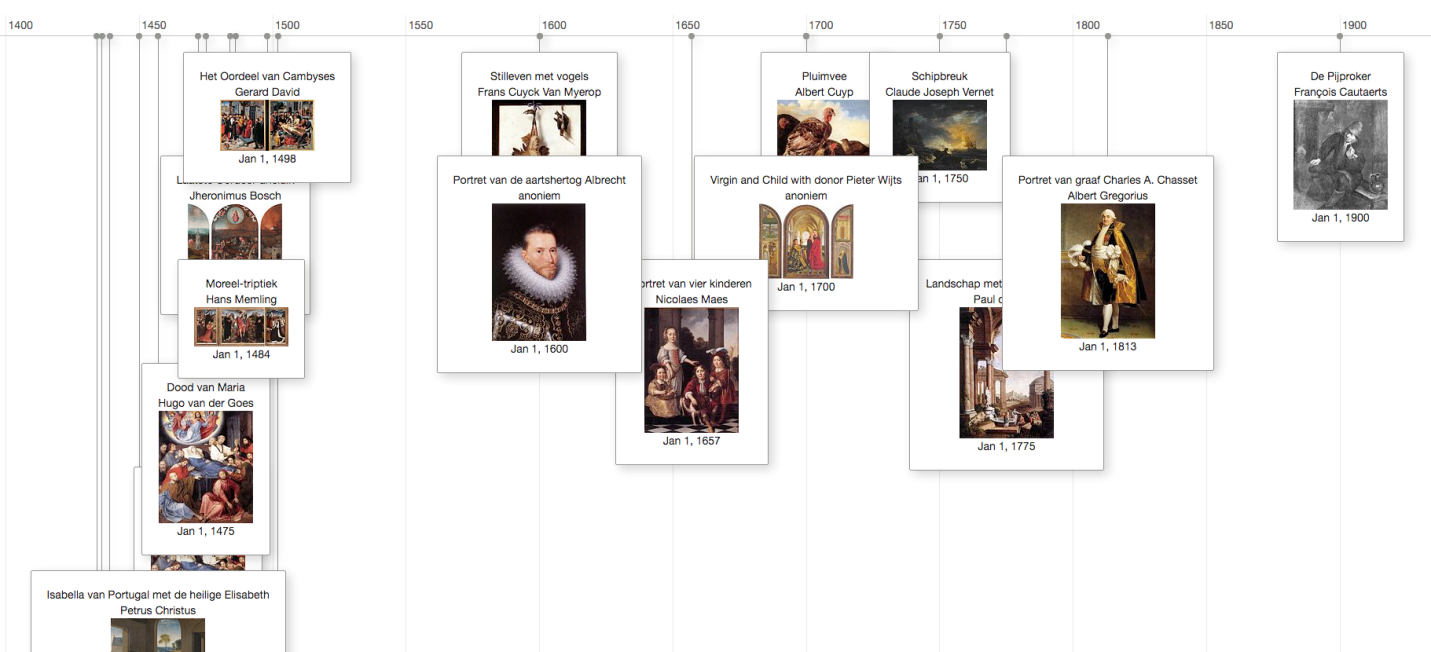 1400
1450
1500
1550
1600
1650
1700
1750
1800
1850
1900
Het Oordeel van Cambyses
Gerard David
Jan 1, 1498
Jheronimus Bosch
Moreel-triptiek
Hans Memling
Jan 1, 1484
Dood van Maria
Hugo van der Goes
Jan 1, 1475
Isabella van Portugal met de heilige Elisabeth
Petrus Christus
Stilleven met vogels
Frans Cuyck Van Myerop
Portret van de aartshertog Albrecht
anoniem
Jan 1, 1600
ortret van vier kinderen
Nicolaes Maes
Jan 1, 1657
Pluimvee
Albert Cuyp
Virgin and Child with donor Pieter Wijts
anoniem
Jan 1, 1700
Schipbreuk
Claude Joseph Vernet
an 1, 1750
Landschap met
Paul
Jan 1, 1775
Portret van graaf Charles A. Chasset
Albert Gregorius
Jan 1, 1813
De Pijproker
François Cautaerts
Jan 1, 1900